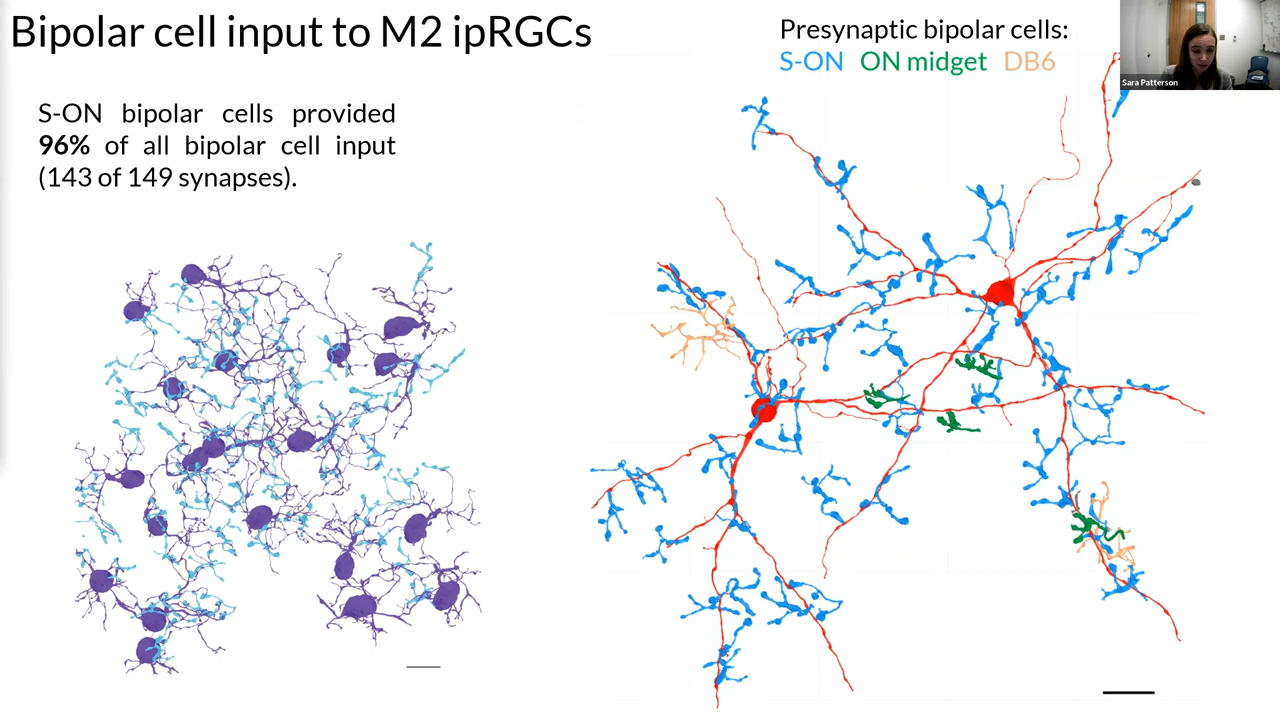 Bipolar cell input to M2 ipRGCs
S-ON bipolar cells provided
96% of all bipolar cell input
(143 of 149 synapses).
Presynaptic bipolar cells:
S-ON ON midget DB6
Sara Patterson